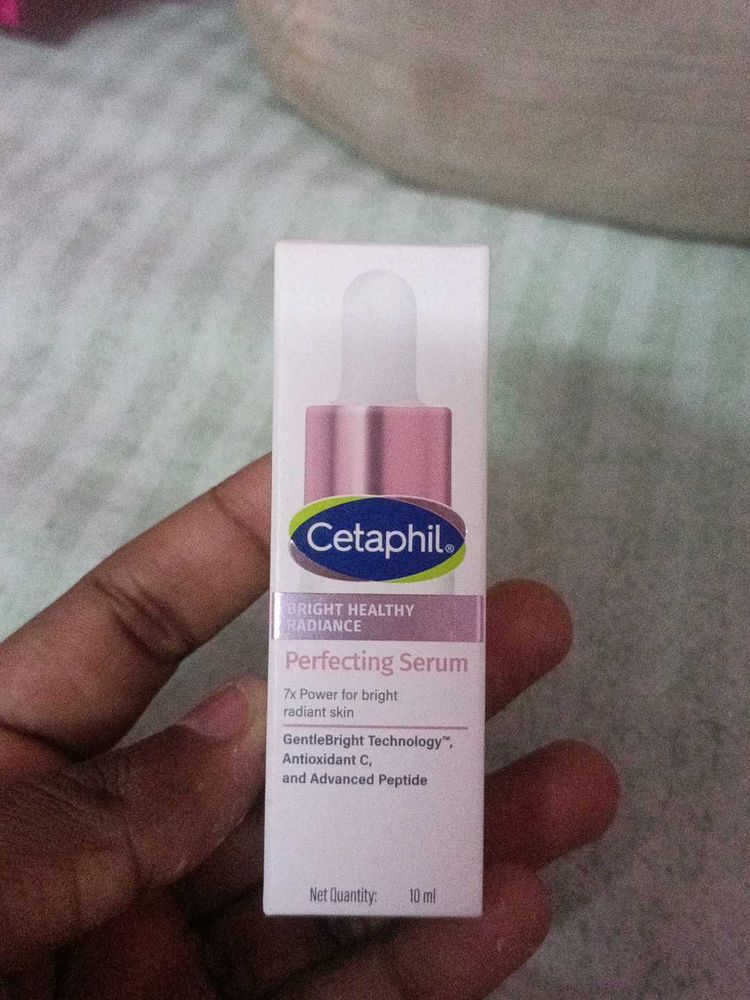 Cetaphil®
BRIGHT HEALTHY
RADIANCE
Perfecting Serum
7x Power for bright
radiant skin
GentleBright Technology™,
Antioxidant C,
and Advanced Peptide
Net Quantity: 10 ml